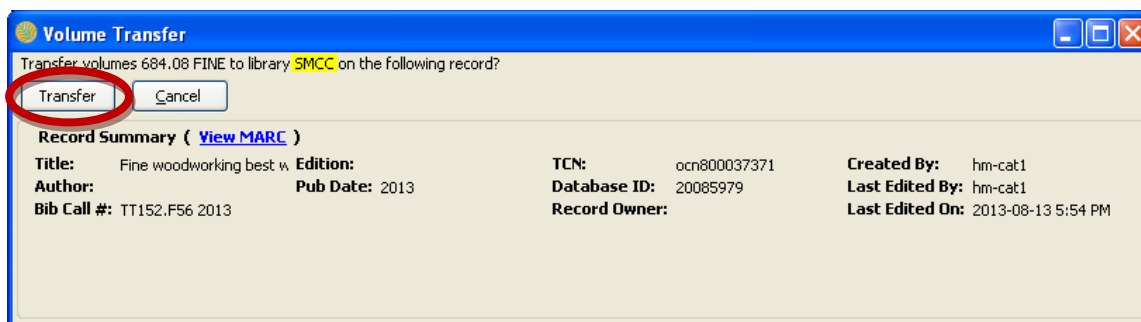 Volume Transfer
Transfer volumes 684.08 FINE to library SMCC on the following record?
Transfer Cancel
Record Summary ( View MARC )
Title: Fine woodworking best w Edition: TCN: ocn800037371 Created By: hm-cat1
Author: Pub Date: 2013 Database ID: 20085979 Last Edited By: hm-cat1
Bib Call #: TT152.F56 2013 Record Owner: Last Edited On: 2013-08-13 5:54 PM